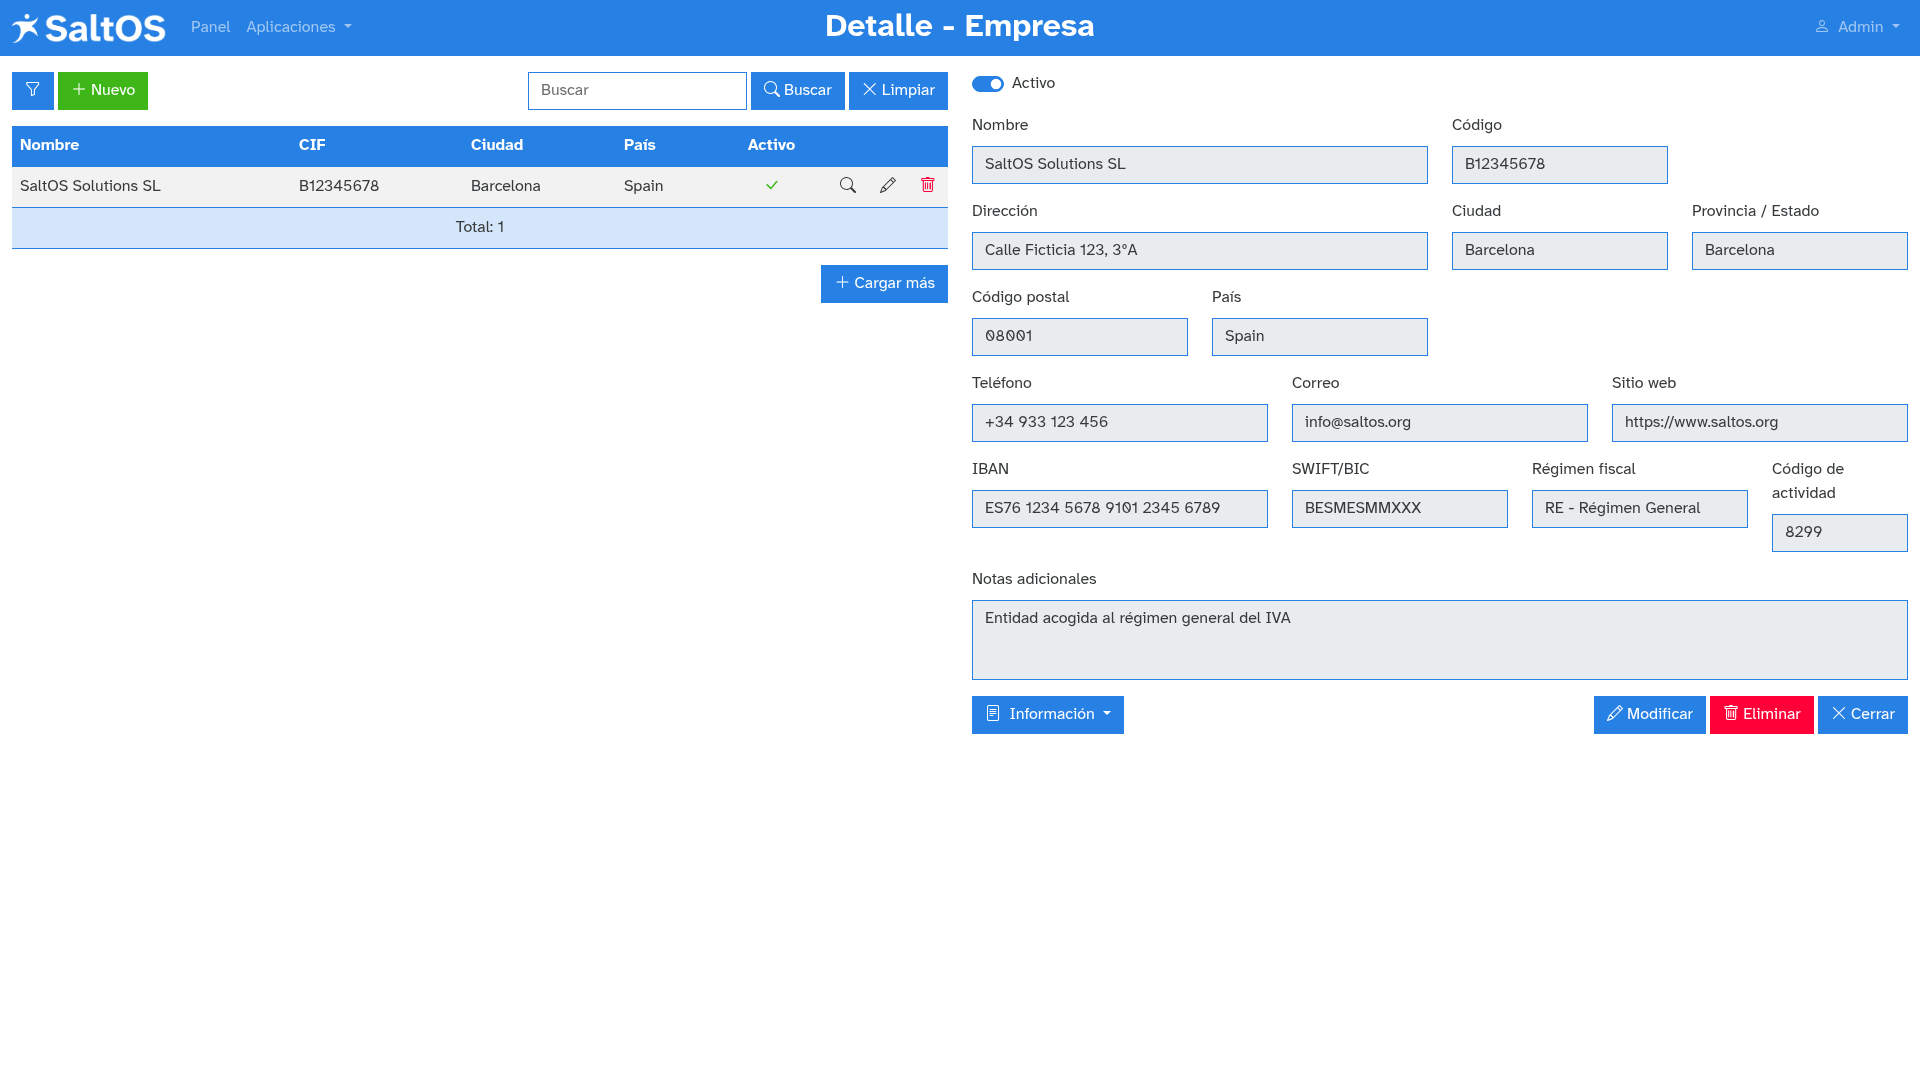 SaltOS Panel Aplicaciones Detalle - Empresa Admin
Nuevo Buscar Buscar Limpiar
Nombre CIF Ciudad País Activo
SaltOS Solutions SL B12345678 Barcelona Spain
Total: 1
Cargar más
Activo
Nombre Código
SaltOS Solutions SL B12345678
Dirección Ciudad Provincia / Estado
Calle Ficticia 123, 3ºA Barcelona Barcelona
Código postal País
08001 Spain
Teléfono Correo Sitio web
+34 933 123 456 info@saltos.org https://www.saltos.org
IBAN SWIFT/BIC Régimen fiscal Código de
actividad
ES76 1234 5678 9101 2345 6789 BESMESMMXXX RE - Régimen General
8299
Notas adicionales
Entidad acogida al régimen general del IVA
Información Modificar Eliminar Cerrar